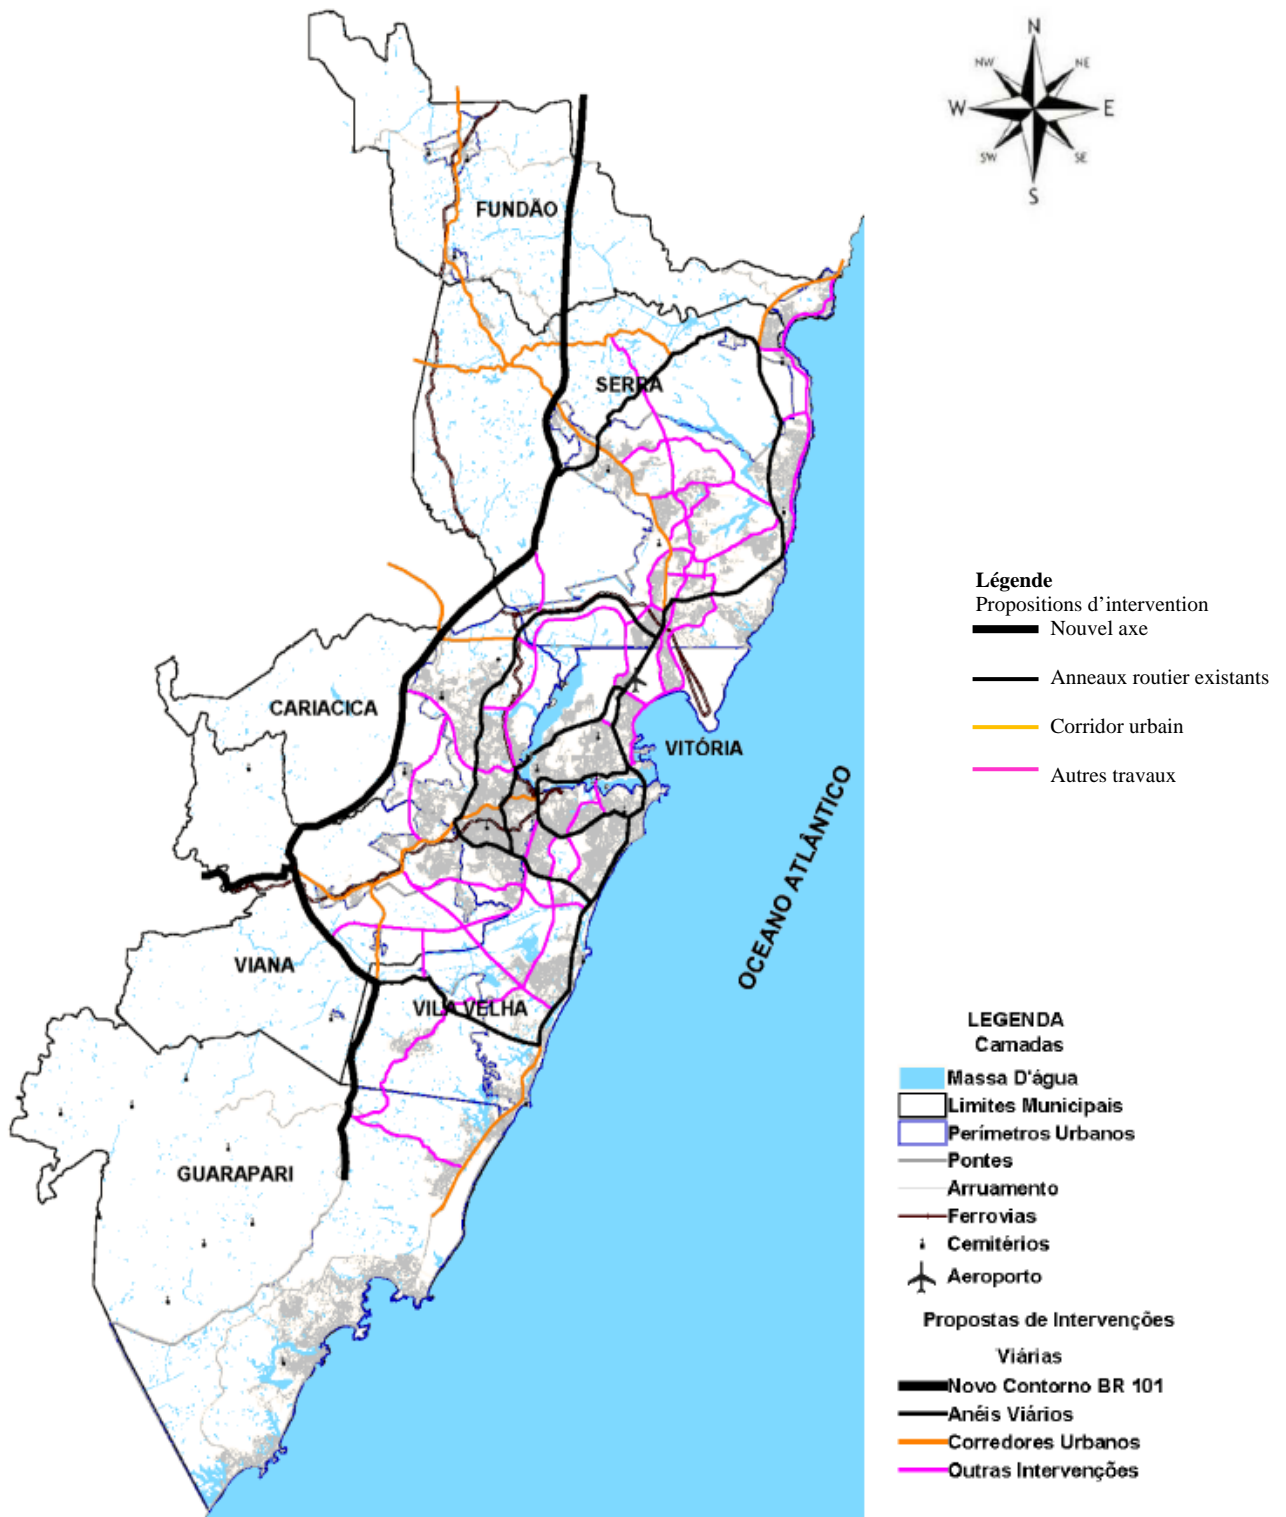 N
NW
NE
W
E
SW
SE
S
FUNDÃO
SERRA
CARIACICA
VITÓRIA
OCEANO ATLÂNTICO
VIANA
VILA VELHA
GUARAPARI
Légende
Propositions d’intervention
Nouvel axe
Anneaux routier existants
Corridor urbain
Autres travaux
LEGENDA
Camadas
Massa D'água
Limites Municipais
Perímetros Urbanos
Pontes
Arruamento
Ferrovias
Cemitérios
Aeroporto
Propostas de Intervenções
Viárias
Novo Contorno BR 101
Anéis Viários
Corredores Urbanos
Outras Intervenções